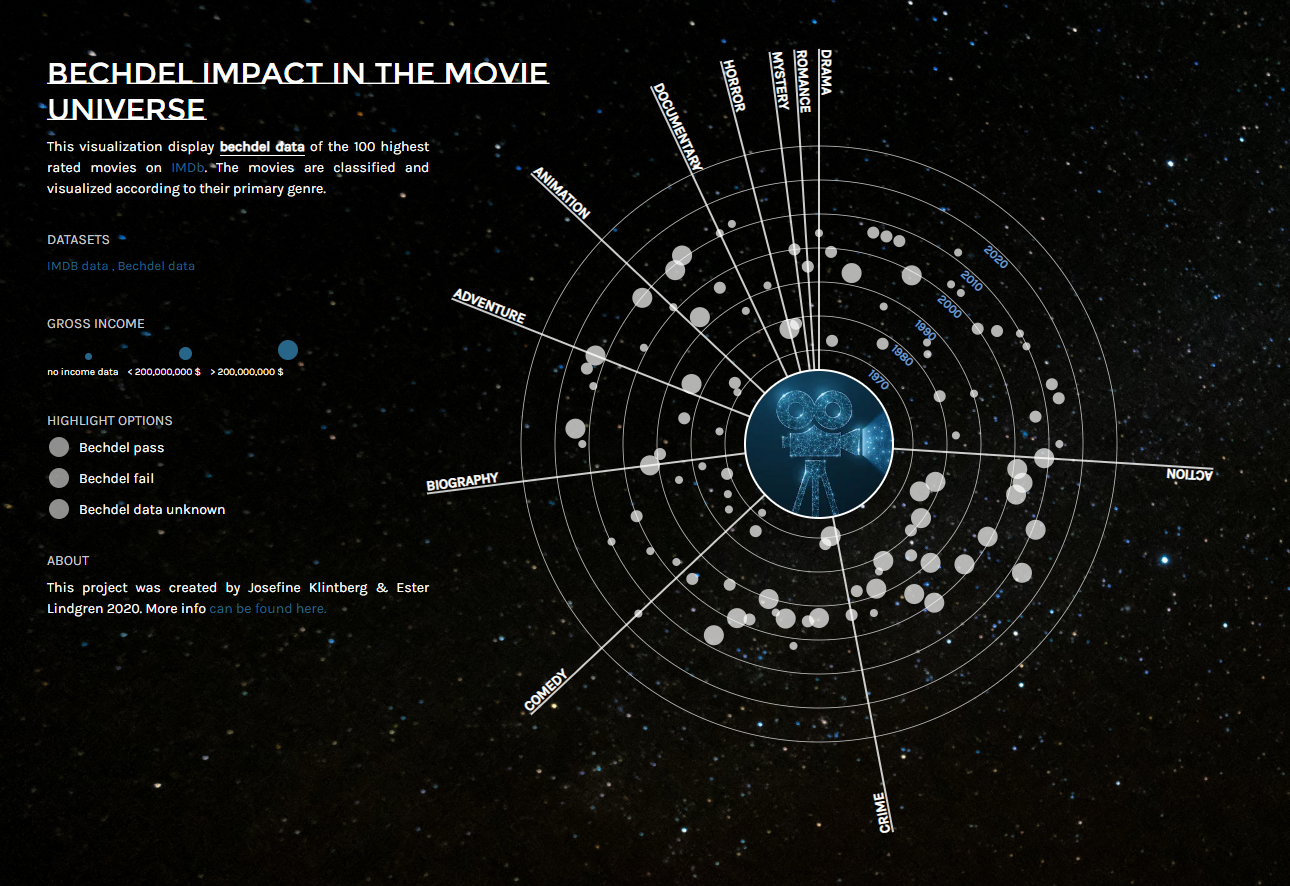 BECHDEL IMPACT IN THE MOVIE
UNIVERSE
This visualization display bechdel data of the 100 highest
rated movies on IMDb. The movies are classified and
visualized according to their primary genre.
DATASETS
IMDB data , Bechdel data
GROSS INCOME
no income data < 200,000,000 $ > 200,000,000 $
HIGHLIGHT OPTIONS
Bechdel pass
Bechdel fail
Bechdel data unknown
ABOUT
This project was created by Josefine Klintberg & Ester
Lindgren 2020. More info can be found here.
DRAMA
ROMANCE
MYSTERY
HORROR
DOCUMENTARY
ANIMATION
ADVENTURE
BIOGRAPHY
COMEDY
CRIME
ACTION
2020
2010
2000
1990
1980
1970